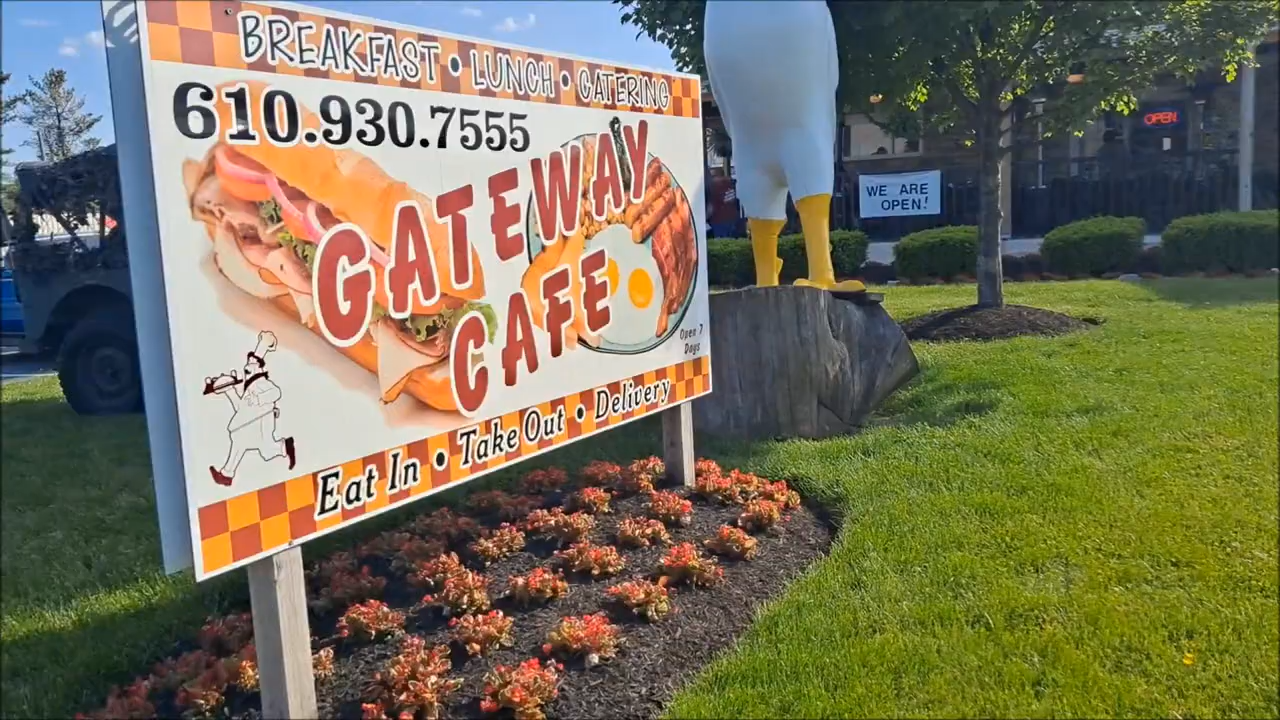 BREAKFAST • LUNCH • CATERING
610.930.7555
GATEWAY
CAFE
Open 7
Days
Eat In • Take Out • Delivery
OPEN
WE ARE
OPEN!